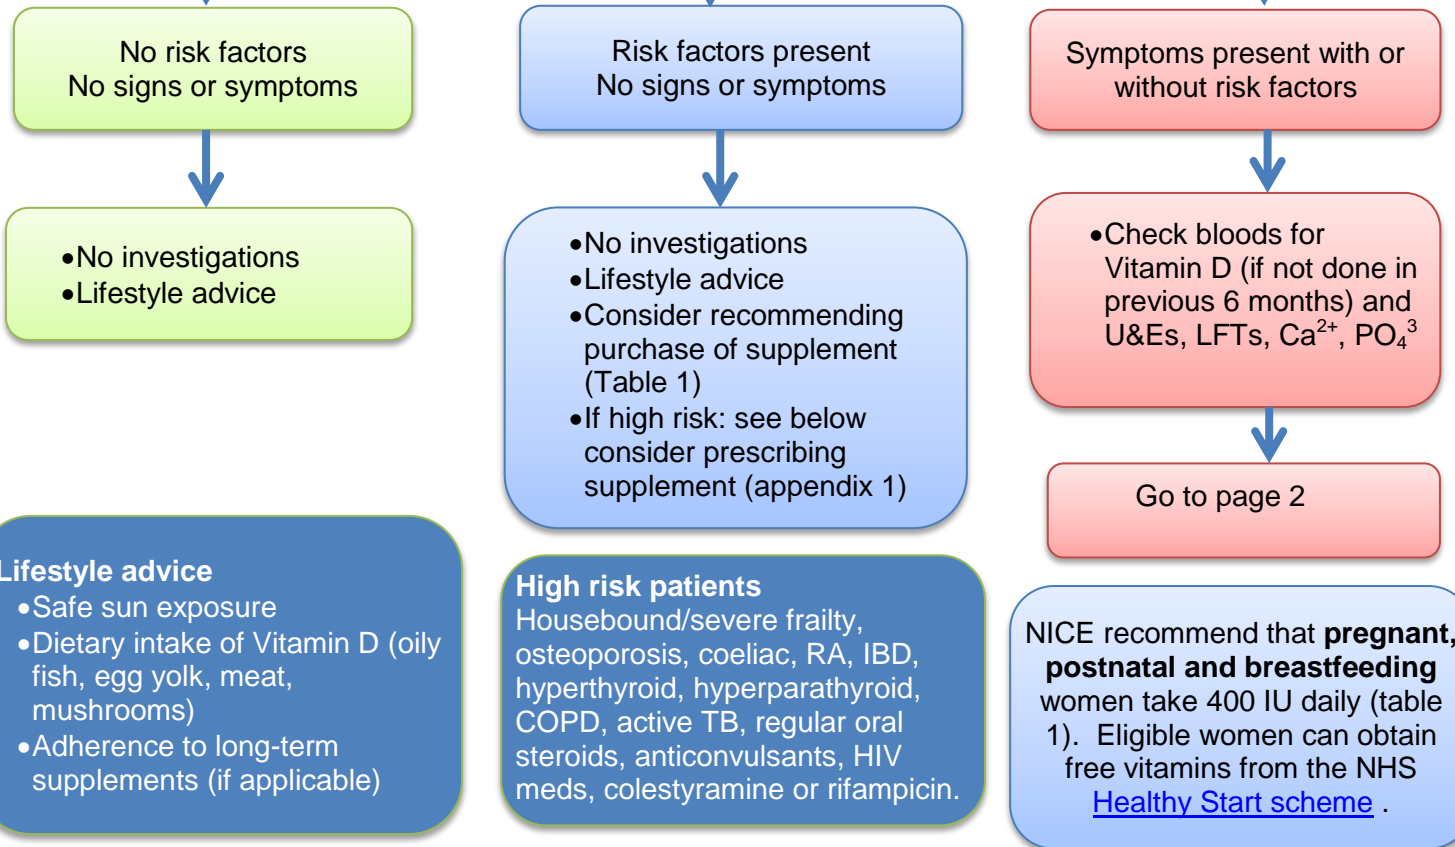 No risk factors
No signs or symptoms
Risk factors present
No signs or symptoms
Symptoms present with or
without risk factors
•No investigations
•Lifestyle advice
•No investigations
•Lifestyle advice
•Consider recommending
purchase of supplement
(Table 1)
•If high risk: see below
consider prescribing
supplement (appendix 1)
•Check bloods for
Vitamin D (if not done in
previous 6 months) and
U&Es, LFTs, Ca²⁺, PO₄³
Go to page 2
Lifestyle advice
•Safe sun exposure
•Dietary intake of Vitamin D (oily
fish, egg yolk, meat,
mushrooms)
•Adherence to long-term
supplements (if applicable)
High risk patients
Housebound/severe frailty,
osteoporosis, coeliac, RA, IBD,
hyperthyroid, hyperparathyroid,
COPD, active TB, regular oral
steroids, anticonvulsants, HIV
meds, colestyramine or rifampicin.
NICE recommend that pregnant,
postnatal and breastfeeding
women take 400 IU daily (table
1). Eligible women can obtain
free vitamins from the NHS
Healthy Start scheme .